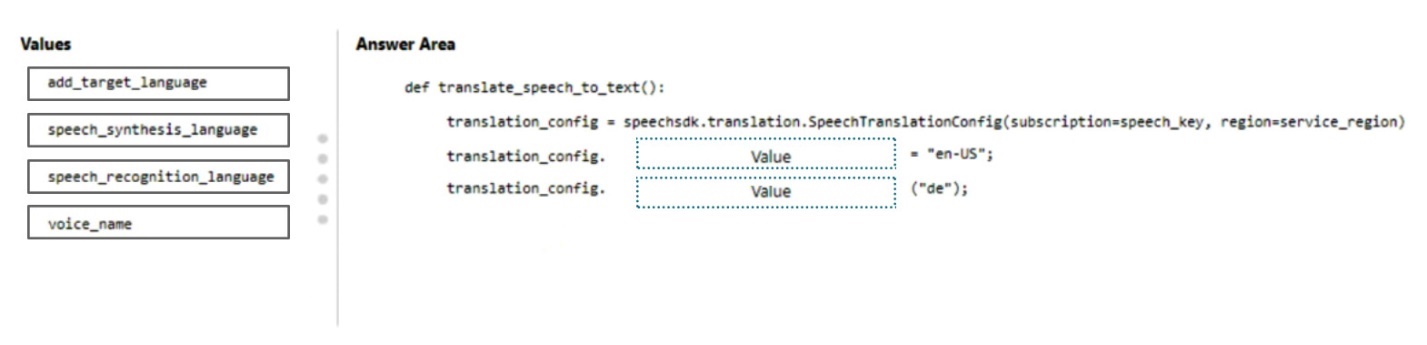 Values
add_target_language
speech_synthesis_language
speech_recognition_language
voice_name
Answer Area
def translate_speech_to_text():
translation_config = speechsdk.translation.SpeechTranslationConfig(subscription=speech_key, region=service_region)
translation_config. Value = "en-US";
translation_config. Value ("de");